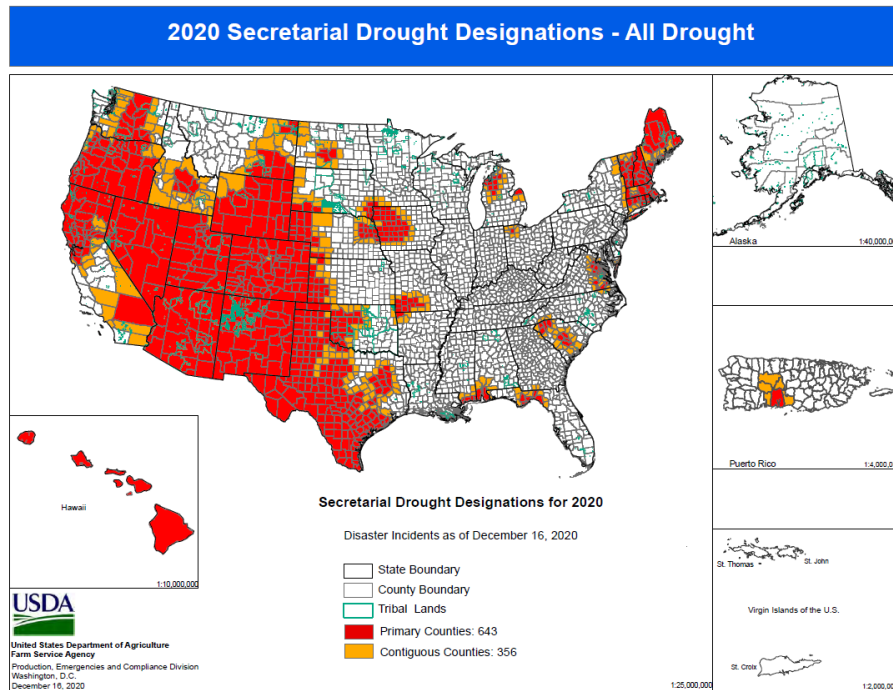 2020 Secretarial Drought Designations - All Drought
Alaska
1:40,000,00
Puerto Rico
1:4,000,0
Hawaii
1:10,000,000
Secretarial Drought Designations for 2020
Disaster Incidents as of December 16, 2020
State Boundary
County Boundary
Tribal Lands
Primary Counties: 643
Contiguous Counties: 356
St. Thomas
St. John
Virgin Islands of the U.S.
St. Croix
1:2,000,0
1:25,000,000
USDA
United States Department of Agriculture
Farm Service Agency
Production, Emergencies and Compliance Division
Washington, D.C.
December 16, 2020